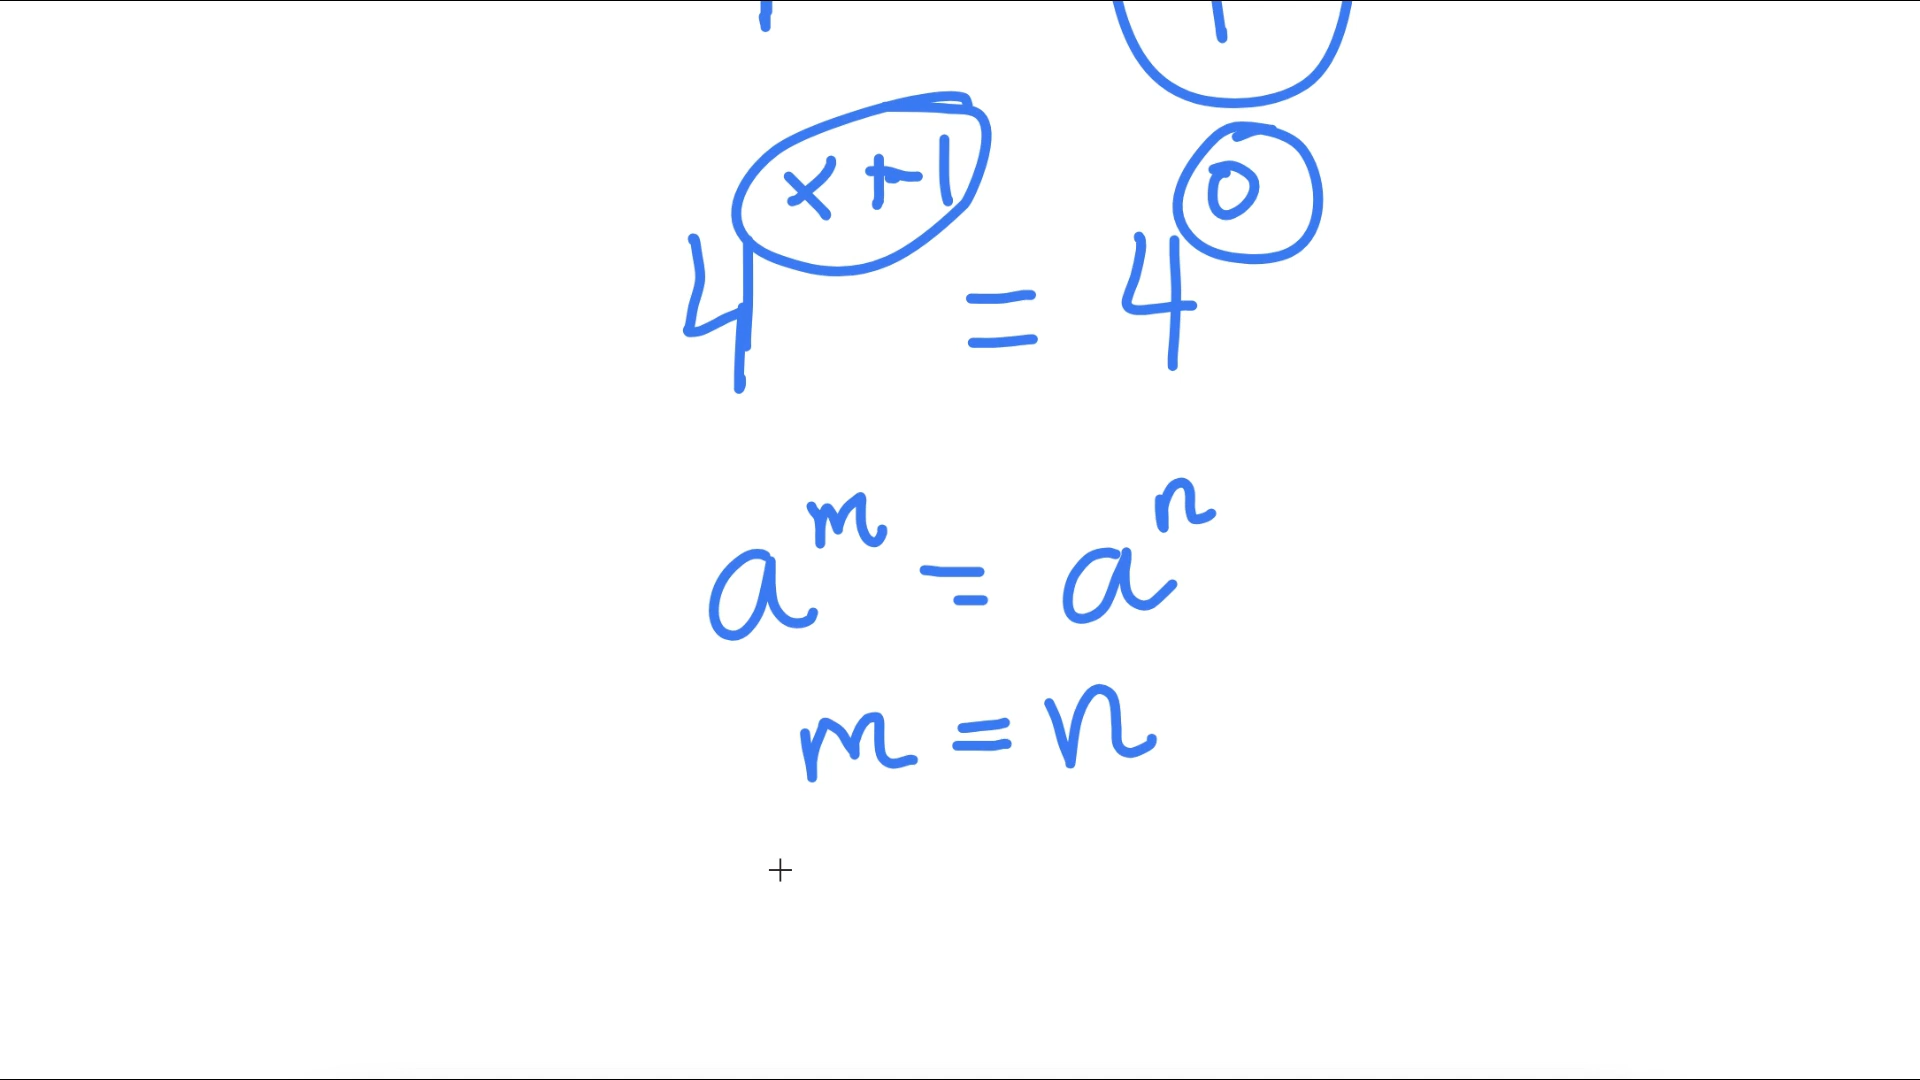 4^{x+1} = 4^0
a^m = a^n
m = n